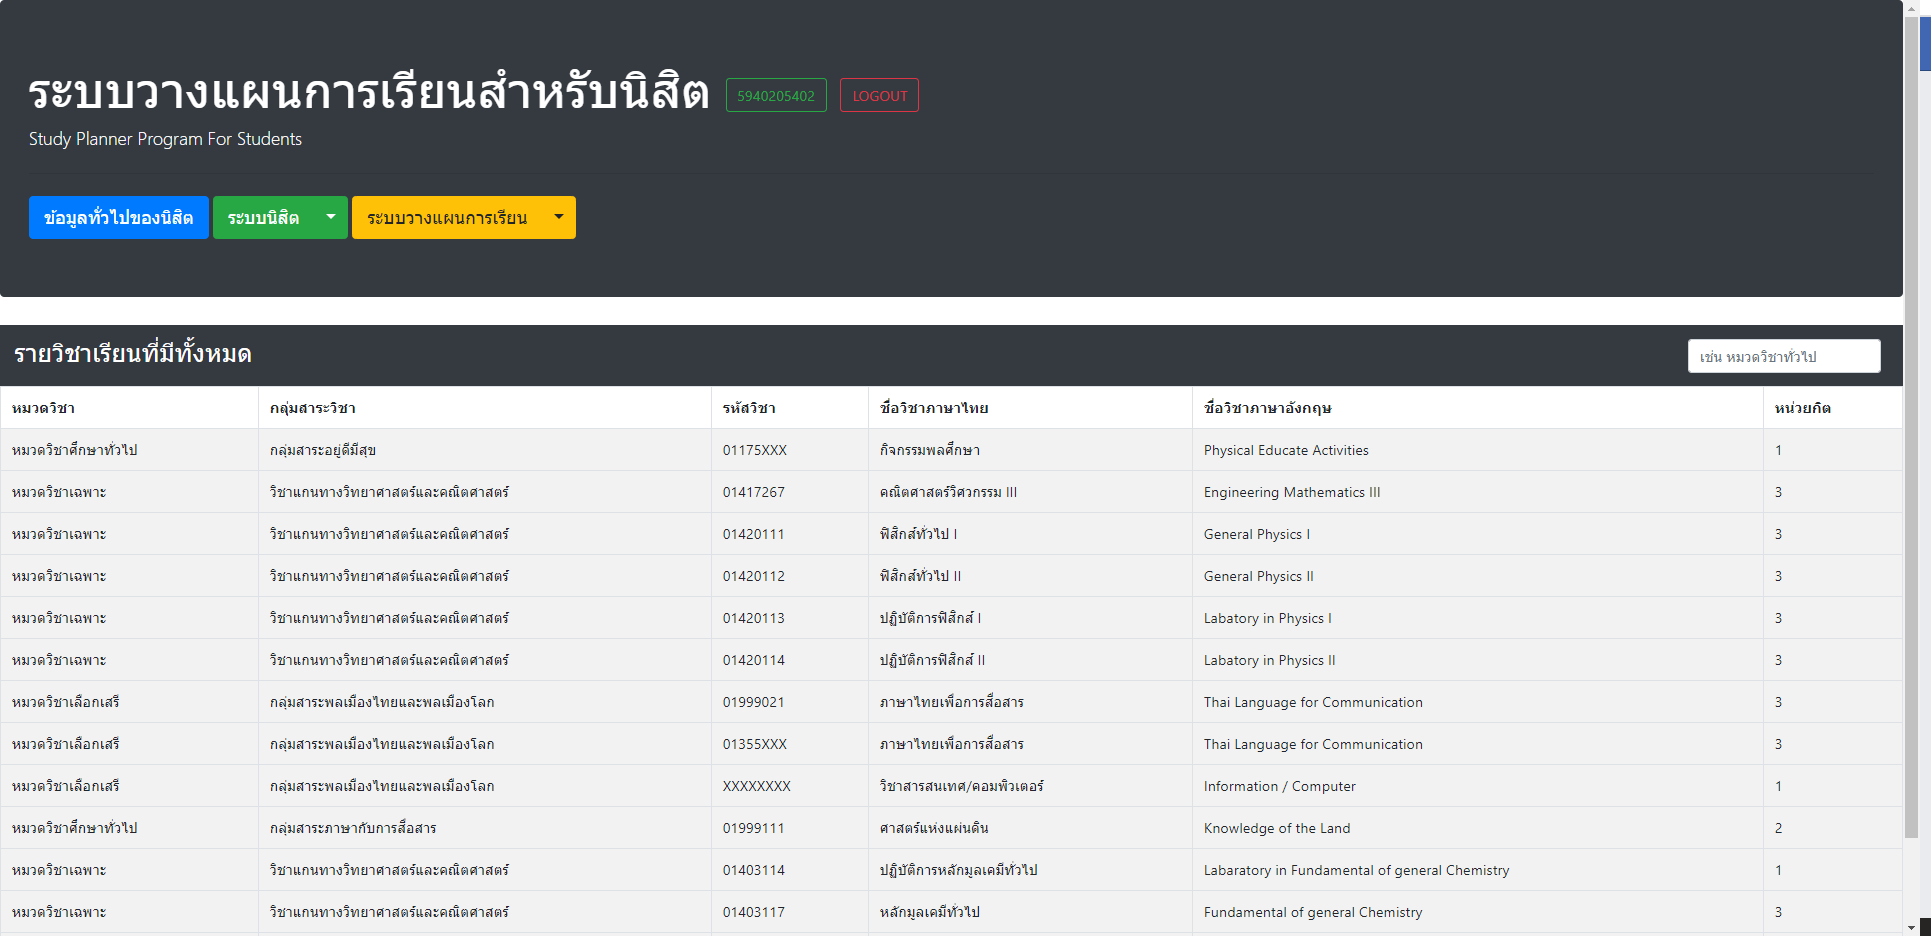 ระบบวางแผนการเรียนสำหรับนิสิต 5940205402 LOGOUT
Study Planner Program For Students
ข้อมูลทั่วไปของนิสิต ระบบนิสิต ระบบวางแผนการเรียน
รายวิชาเรียนที่มีทั้งหมด เช่น หมวดวิชาทั่วไป
หมวดวิชา กลุ่มสาระวิชา รหัสวิชา ชื่อวิชาภาษาไทย ชื่อวิชาภาษาอังกฤษ หน่วยกิต
หมวดวิชาศึกษาทั่วไป กลุ่มสาระอยู่ดีมีสุข 01175XXX กิจกรรมพลศึกษา Physical Educate Activities 1
หมวดวิชาเฉพาะ วิชาแกนทางวิทยาศาสตร์และคณิตศาสตร์ 01417267 คณิตศาสตร์วิศวกรรม III Engineering Mathematics III 3
หมวดวิชาเฉพาะ วิชาแกนทางวิทยาศาสตร์และคณิตศาสตร์ 01420111 ฟิสิกส์ทั่วไป I General Physics I 3
หมวดวิชาเฉพาะ วิชาแกนทางวิทยาศาสตร์และคณิตศาสตร์ 01420112 ฟิสิกส์ทั่วไป II General Physics II 3
หมวดวิชาเฉพาะ วิชาแกนทางวิทยาศาสตร์และคณิตศาสตร์ 01420113 ปฏิบัติการฟิสิกส์ I Labatory in Physics I 3
หมวดวิชาเฉพาะ วิชาแกนทางวิทยาศาสตร์และคณิตศาสตร์ 01420114 ปฏิบัติการฟิสิกส์ II Labatory in Physics II 3
หมวดวิชาเลือกเสรี กลุ่มสาระพลเมืองไทยและพลเมืองโลก 01999021 ภาษาไทยเพื่อการสื่อสาร Thai Language for Communication 3
หมวดวิชาเลือกเสรี กลุ่มสาระพลเมืองไทยและพลเมืองโลก 01355XXX ภาษาไทยเพื่อการสื่อสาร Thai Language for Communication 3
หมวดวิชาเลือกเสรี กลุ่มสาระพลเมืองไทยและพลเมืองโลก XXXXXXXX วิชาสารสนเทศ/คอมพิวเตอร์ Information / Computer 1
หมวดวิชาศึกษาทั่วไป กลุ่มสาระภาษากับการสื่อสาร 01999111 ศาสตร์แห่งแผ่นดิน Knowledge of the Land 2
หมวดวิชาเฉพาะ วิชาแกนทางวิทยาศาสตร์และคณิตศาสตร์ 01403114 ปฏิบัติการหลักมูลเคมีทั่วไป Labaratory in Fundamental of general Chemistry 1
หมวดวิชาเฉพาะ วิชาแกนทางวิทยาศาสตร์และคณิตศาสตร์ 01403117 หลักมูลเคมีทั่วไป Fundamental of general Chemistry 3